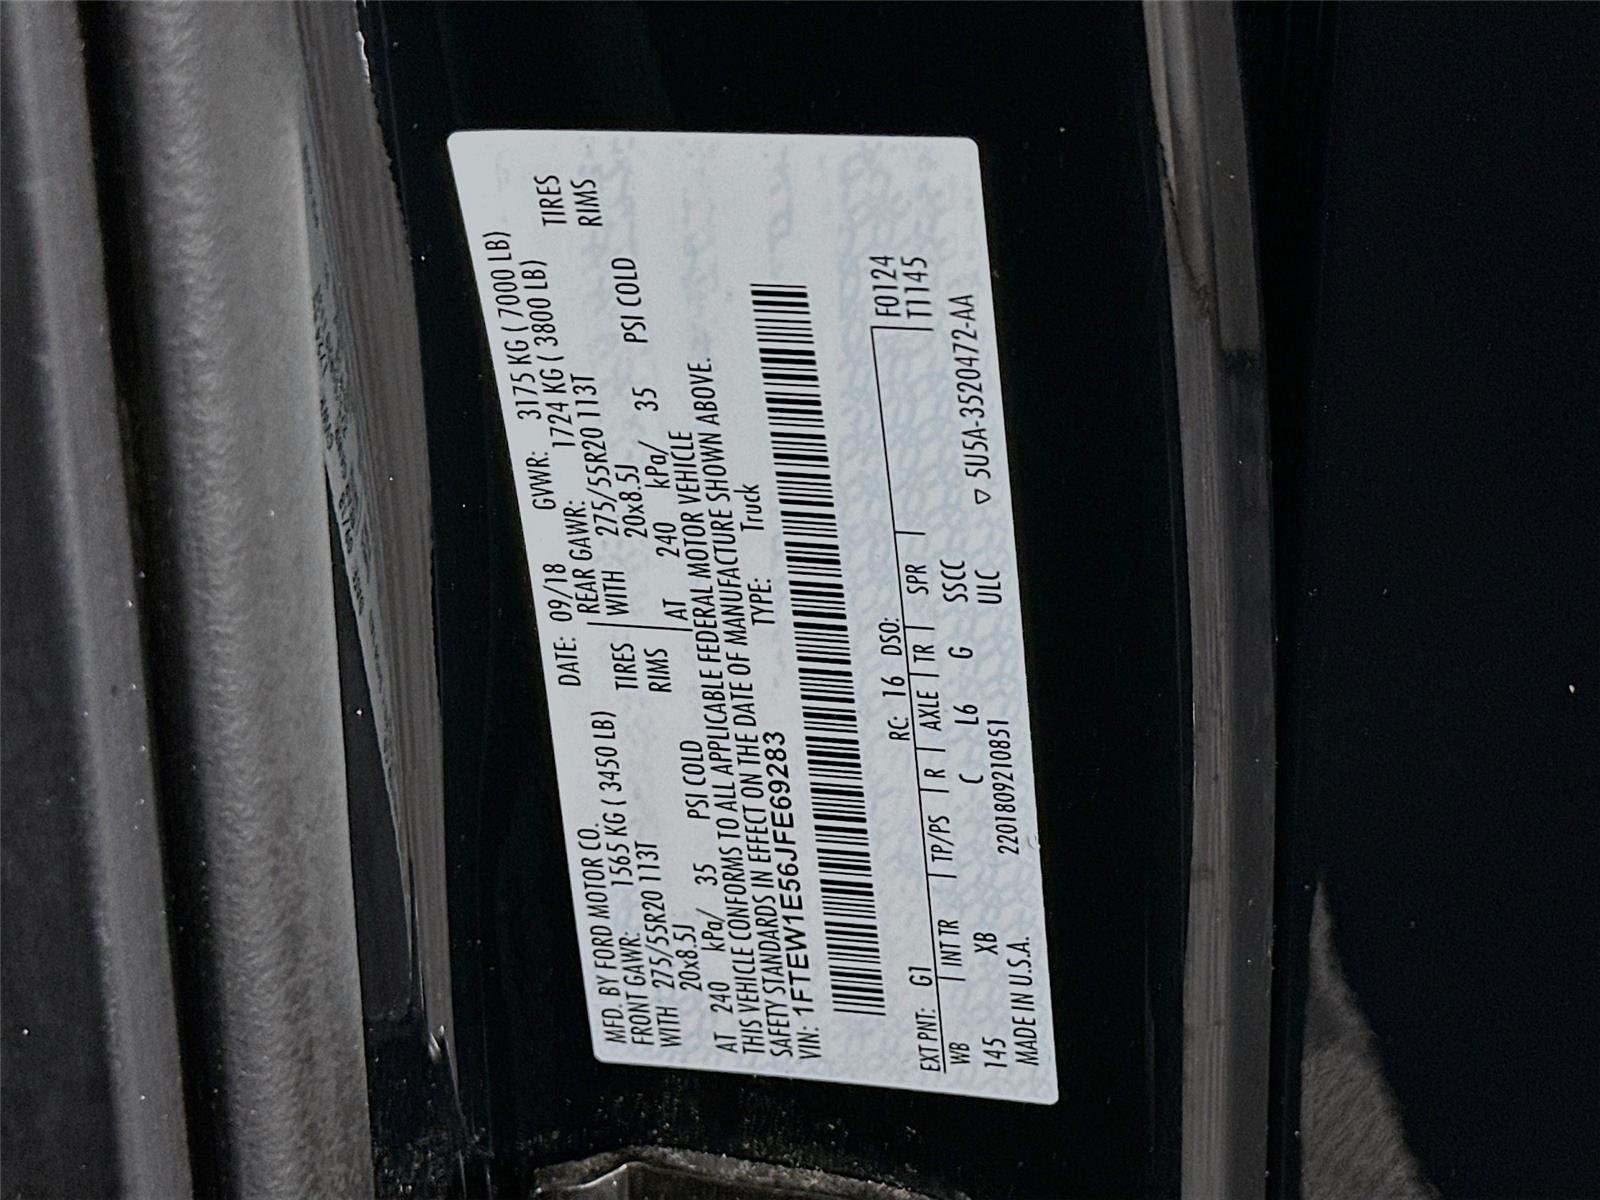 MFD. BY FORD MOTOR CO.
DATE: 09/18 GVWR: 3175 KG ( 7000 LB)
FRONT GAWR: 1565 KG ( 3450 LB) REAR GAWR: 1724 KG ( 3800 LB)
WITH 275/55R20 113T TIRES WITH 275/55R20 113T TIRES
20x8.5J RIMS 20x8.5J RIMS
AT 240 kPa/ 35 PSI COLD AT 240 kPa/ 35 PSI COLD
THIS VEHICLE CONFORMS TO ALL APPLICABLE FEDERAL MOTOR VEHICLE
SAFETY STANDARDS IN EFFECT ON THE DATE OF MANUFACTURE SHOWN ABOVE.
VIN: 1FTEW1E56JFE69283 TYPE: Truck
EXT PNT: G1 RC: 16 DSO: F0124
WB INT TR TP/PS R AXLE TR SPR T1145
145 XB C L6 G SSCC
MADE IN U.S.A. 2201809210851 ULC ▽ 5U5A-3520472-AA